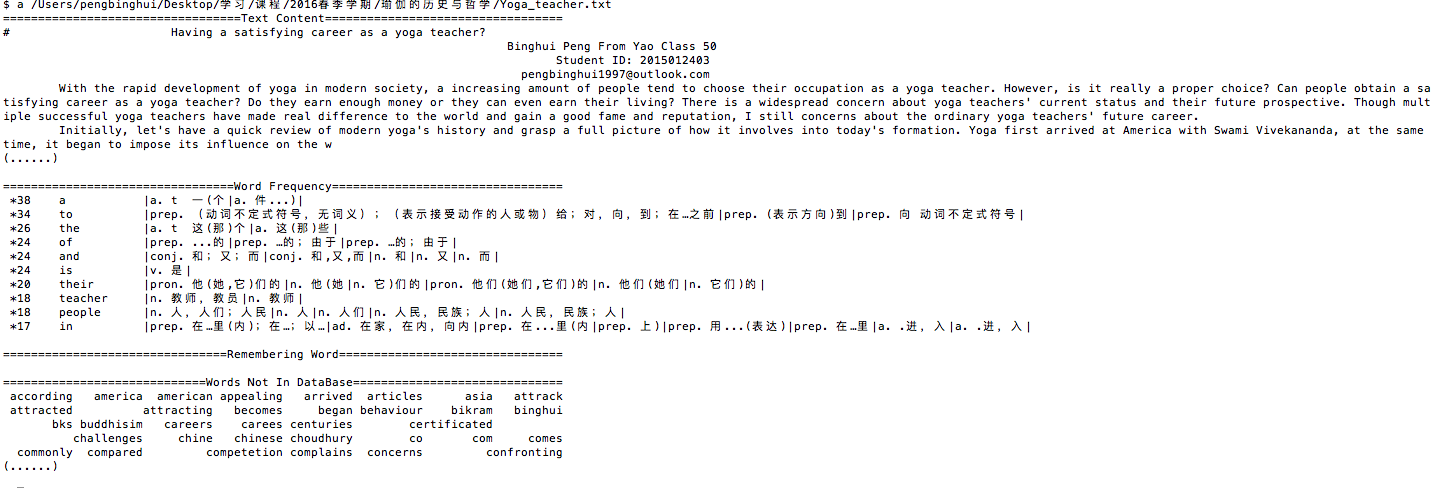 $ a /Users/pengbinghui/Desktop/学习/课程/2016春季学期/瑜伽的历史与哲学/Yoga_teacher.txt
==================================Text Content==================================
# Having a satisfying career as a yoga teacher?
Binghui Peng From Yao Class 50
Student ID: 2015012403
pengbinghui1997@outlook.com
With the rapid development of yoga in modern society, a increasing amount of people tend to choose their occupation as a yoga teacher. However, is it really a proper choice? Can people obtain a sa
tisfying career as a yoga teacher? Do they earn enough money or they can even earn their living? There is a widespread concern about yoga teachers' current status and their future prospective. Though mult
iple successful yoga teachers have made real difference to the world and gain a good fame and reputation, I still concerns about the ordinary yoga teachers' future career.
Initially, let's have a quick review of modern yoga's history and grasp a full picture of how it involves into today's formation. Yoga first arrived at America with Swami Vivekananda, at the same
time, it began to impose its influence on the w
(......)
=================================Word Frequency=================================
*38 a |a. t 一(个|a. 件...)|
*34 to |prep. (动词不定式符号, 无词义); (表示接受动作的人或物) 给; 对, 向, 到; 在…之前|prep. (表示方向)到|prep. 向 动词不定式符号|
*26 the |a. t 这(那)个|a. 这(那)些|
*24 of |prep. ...的|prep. …的; 由于|prep. …的; 由于|
*24 and |conj. 和; 又; 而|conj. 和,又,而|n. 和|n. 又|n. 而|
*24 is |v. 是|
*20 their |pron. 他(她,它)们的|n. 他(她|n. 它)们的|pron. 他们(她们,它们)的|n. 他们(她们|n. 它们)的|
*18 teacher |n. 教师, 教员|n. 教师|
*18 people |n. 人, 人们; 人民|n. 人|n. 人们|n. 人民, 民族; 人|n. 人民, 民族; 人|
*17 in |prep. 在…里(内); 在…; 以…|ad. 在家, 在内, 向内|prep. 在...里(内|prep. 上)|prep. 用...(表达)|prep. 在…里|a. .进, 入|a. .进, 入|
================================Remembering Word================================
=============================Words Not In DataBase==============================
according america american appealing arrived articles asia attrack
attracted attracting becomes began behaviour bikram binghui
bks buddhisim careers carees centuries certificated
challenges chine chinese choudhury co com comes
commonly compared competetion complains concerns confronting
(......)